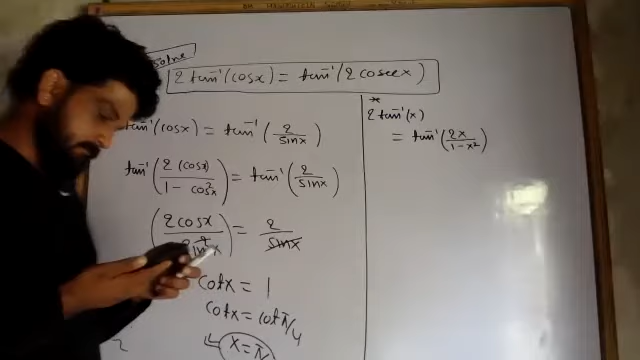 Solve
2 tan⁻¹(cosx) = tan⁻¹(2 cosecx)
tan⁻¹(cosx) = tan⁻¹(2/sinx)
tan⁻¹(2(cosx)/1 - cos²x) = tan⁻¹(2/sinx)
(2cosx/sin²x) = 2/sinx
cotx = 1
cotx = cotπ/4
x = π/
*
2 tan⁻¹(x)
= tan⁻¹(2x/1-x²)